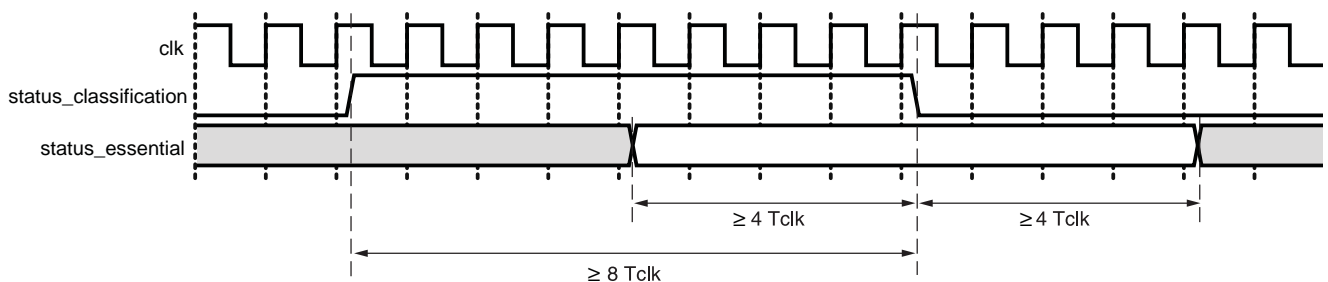 clk
status_classification
status_essential
≥ 4 Tclk
≥ 4 Tclk
≥ 8 Tclk